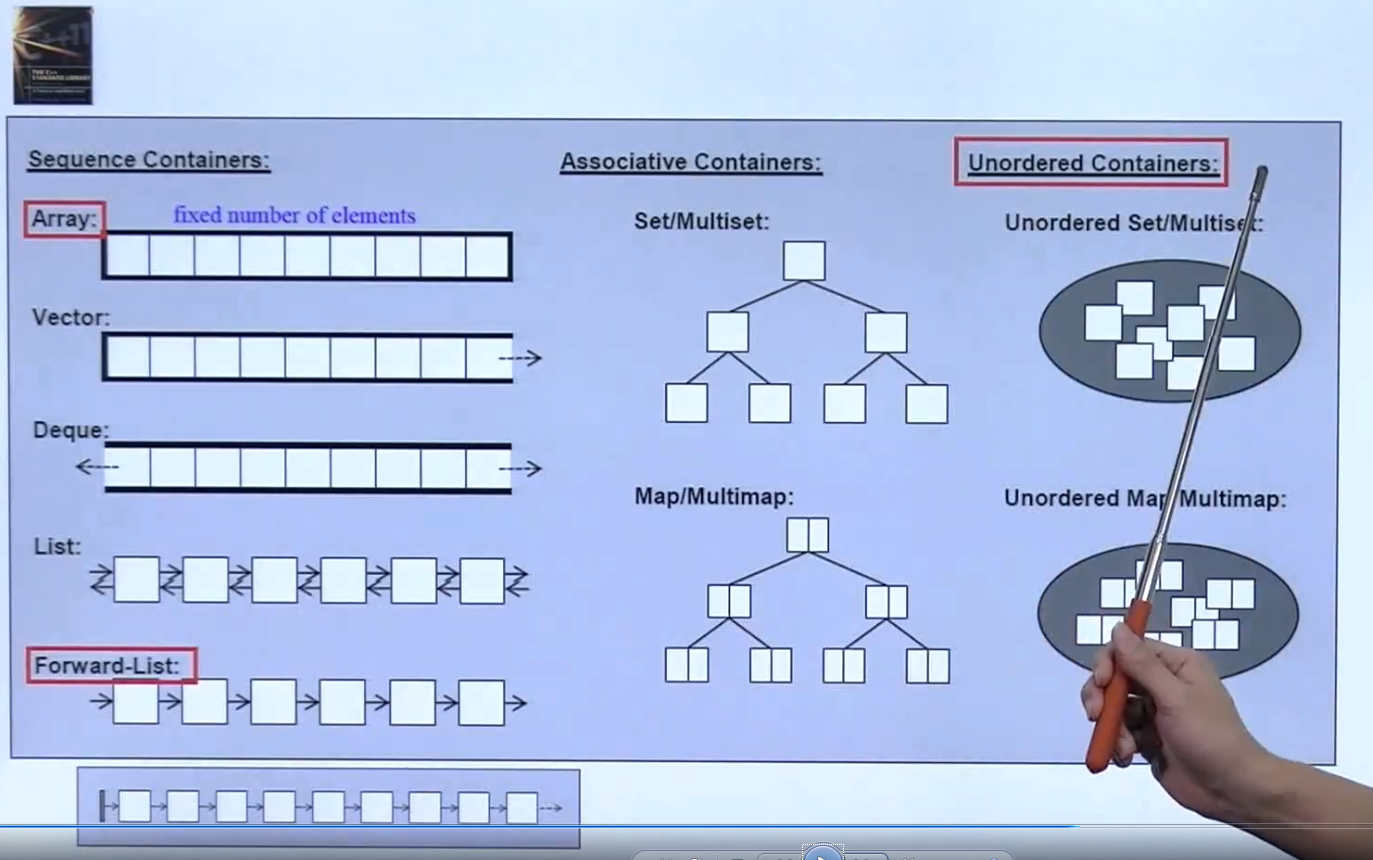 C++11
THE C++
STANDARD LIBRARY
Sequence Containers:
Array:
fixed number of elements
Vector:
Deque:
List:
Forward-List:
Associative Containers:
Set/Multiset:
Map/Multimap:
Unordered Containers:
Unordered Set/Multiset:
Unordered Map/Multimap: